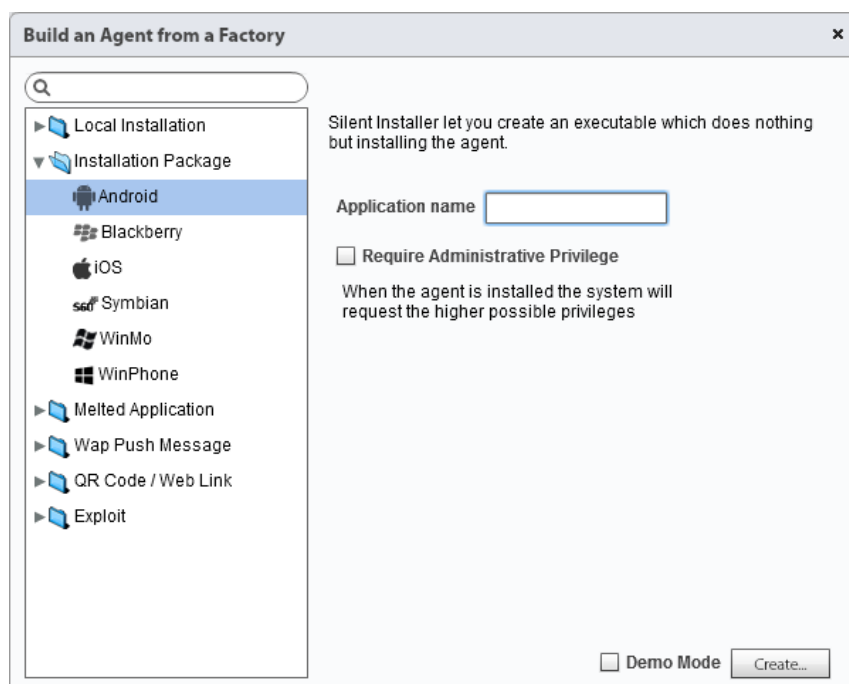 Build an Agent from a Factory
Local Installation
Installation Package
Android
Blackberry
iOS
S60 Symbian
WinMo
WinPhone
Melted Application
Wap Push Message
QR Code / Web Link
Exploit
Silent Installer let you create an executable which does nothing
but installing the agent.
Application name
Require Administrative Privilege
When the agent is installed the system will
request the higher possible privileges
Demo Mode
Create...